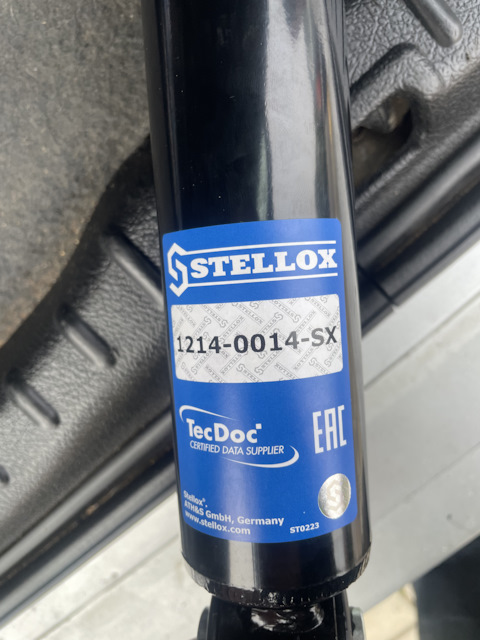 STELLOX
1214-0014-SX
TecDoc
CERTIFIED DATA SUPPLIER
EAC
Stellox®,
ATH&S GmbH, Germany
www.stellox.com
ST0223